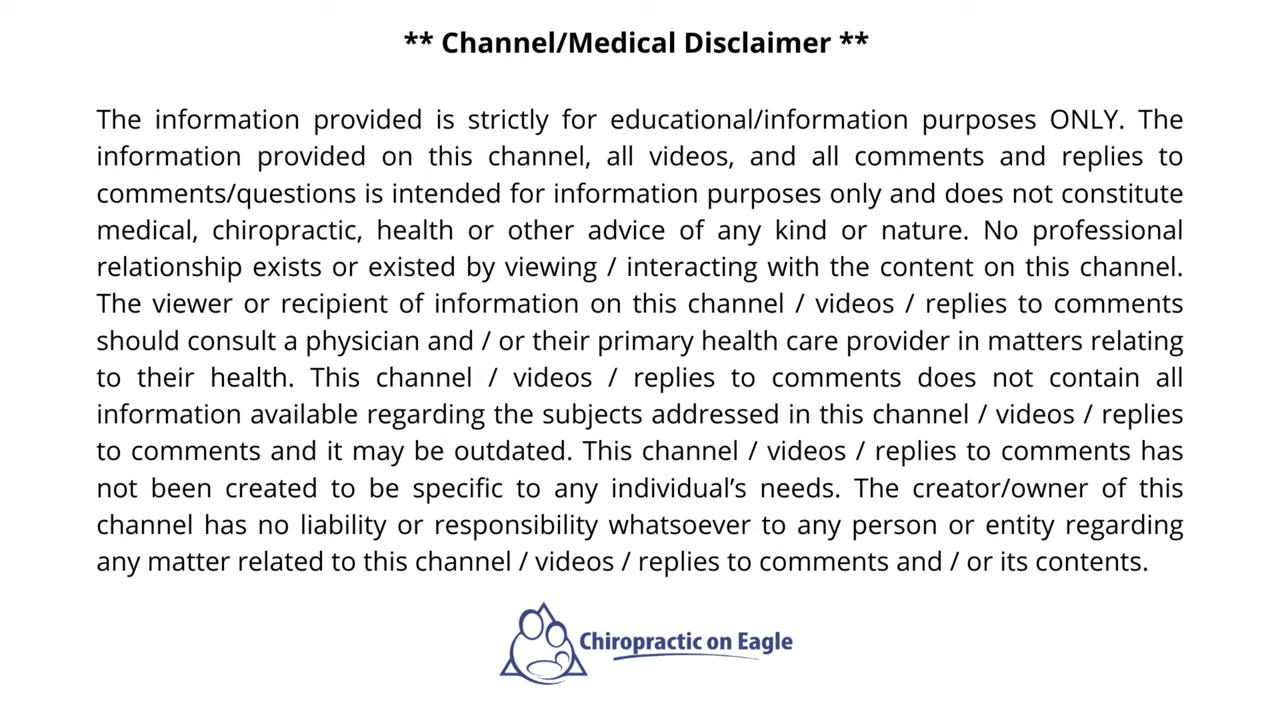 ** Channel/Medical Disclaimer **
The information provided is strictly for educational/information purposes ONLY. The
information provided on this channel, all videos, and all comments and replies to
comments/questions is intended for information purposes only and does not constitute
medical, chiropractic, health or other advice of any kind or nature. No professional
relationship exists or existed by viewing / interacting with the content on this channel.
The viewer or recipient of information on this channel / videos / replies to comments
should consult a physician and / or their primary health care provider in matters relating
to their health. This channel / videos / replies to comments does not contain all
information available regarding the subjects addressed in this channel / videos / replies
to comments and it may be outdated. This channel / videos / replies to comments has
not been created to be specific to any individual’s needs. The creator/owner of this
channel has no liability or responsibility whatsoever to any person or entity regarding
any matter related to this channel / videos / replies to comments and / or its contents.
Chiropractic on Eagle